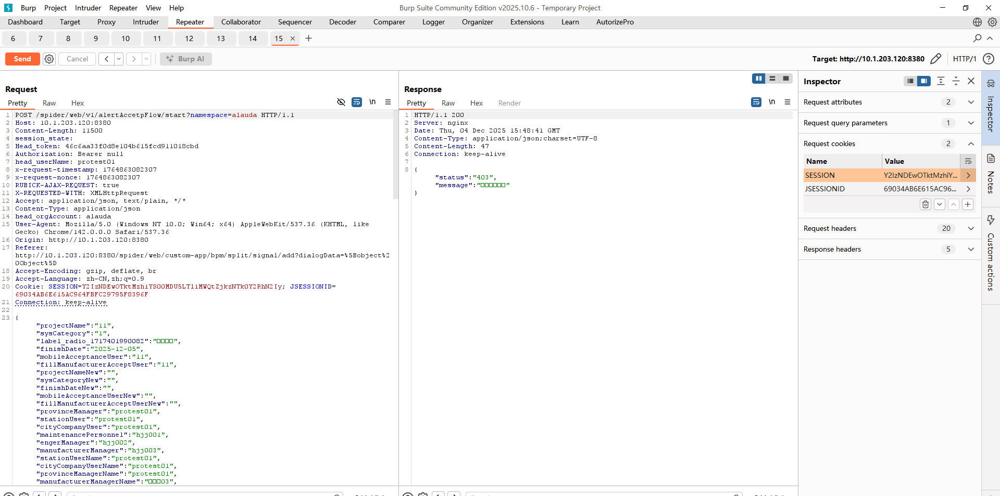 Burp Project Intruder Repeater View Help
Burp Suite Community Edition v2025.10.6 - Temporary Project
Dashboard Target Proxy Intruder Repeater Collaborator Sequencer Decoder Comparer Logger Organizer Extensions Learn AutorizePro
6 7 8 9 10 11 12 13 14 15
Send Cancel Burp AI
Target: http://10.1.203.120:8380 HTTP/1
Request
Pretty Raw Hex
\n
1 POST /spider/web/v1/alertAccetpFlow/start?namespace=alauda HTTP/1.1
2 Host: 10.1.203.120:8380
3 Content-Length: 11500
4 session_state:
5 Head_token: 46c6aa33f0d8e104b615fcd911018cbd
6 Authorization: Bearer null
7 head_userName: protest01
8 x-request-timestamp: 1764863082307
9 x-request-nonce: 1764863082307
10 RUBICK-AJAX-REQUEST: true
11 X-REQUESTED-WITH: XMLHttpRequest
12 Accept: application/json, text/plain, */*
13 Content-Type: application/json
14 head_orgAccount: alauda
15 User-Agent: Mozilla/5.0 (Windows NT 10.0; Win64; x64) AppleWebKit/537.36 (KHTML, like
Gecko) Chrome/142.0.0.0 Safari/537.36
16 Origin: http://10.1.203.120:8380
17 Referer:
http://10.1.203.120:8380/spider/web/custom-app/bpm/split/signal/add?dialogData=%5Bobject%2
0Object%5D
18 Accept-Encoding: gzip, deflate, br
19 Accept-Language: zh-CN,zh;q=0.9
20 Cookie: SESSION=Y2IzNDEwOTktMzhiYS00MDU5LTliMWQtZjkzNTk0Y2RhN2Iy; JSESSIONID=
69034AB6E615AC964FBFC29795F8396F
21 Connection: keep-alive
22
23 {
"projectName":"11",
"sysCategory":"1",
"label_radio_1717401990082":"□□□□",
"finishDate":"2025-12-05",
"mobileAcceptanceUser":"11",
"fillManufacturerAcceptUser":"11",
"projectNameNew":"",
"sysCategoryNew":"",
"finishDateNew":"",
"mobileAcceptanceUserNew":"",
"fillManufacturerAcceptUserNew":"",
"provinceManager":"protest01",
"stationUser":"protest01",
"cityCompanyUser":"protest01",
"maintenancePersonnel":"hjj001",
"engerManager":"hjj002",
"manufacturerManager":"hjj003",
"stationUserName":"protest01",
"cityCompanyUserName":"protest01",
"provinceManagerName":"protest01",
"manufacturerManagerName":"□□□03",
Response
Pretty Raw Hex Render
\n
1 HTTP/1.1 200
2 Server: nginx
3 Date: Thu, 04 Dec 2025 15:48:41 GMT
4 Content-Type: application/json;charset=UTF-8
5 Content-Length: 47
6 Connection: keep-alive
7
8 {
"status":"403",
"message":"□□□□□□"
}
Inspector
Request attributes 2
Request query parameters 1
Request cookies 2
Name Value
SESSION Y2IzNDEwOTktMzhiY...
JSESSIONID 69034AB6E615AC96...
Request headers 20
Response headers 5
Inspector
Notes
Custom actions